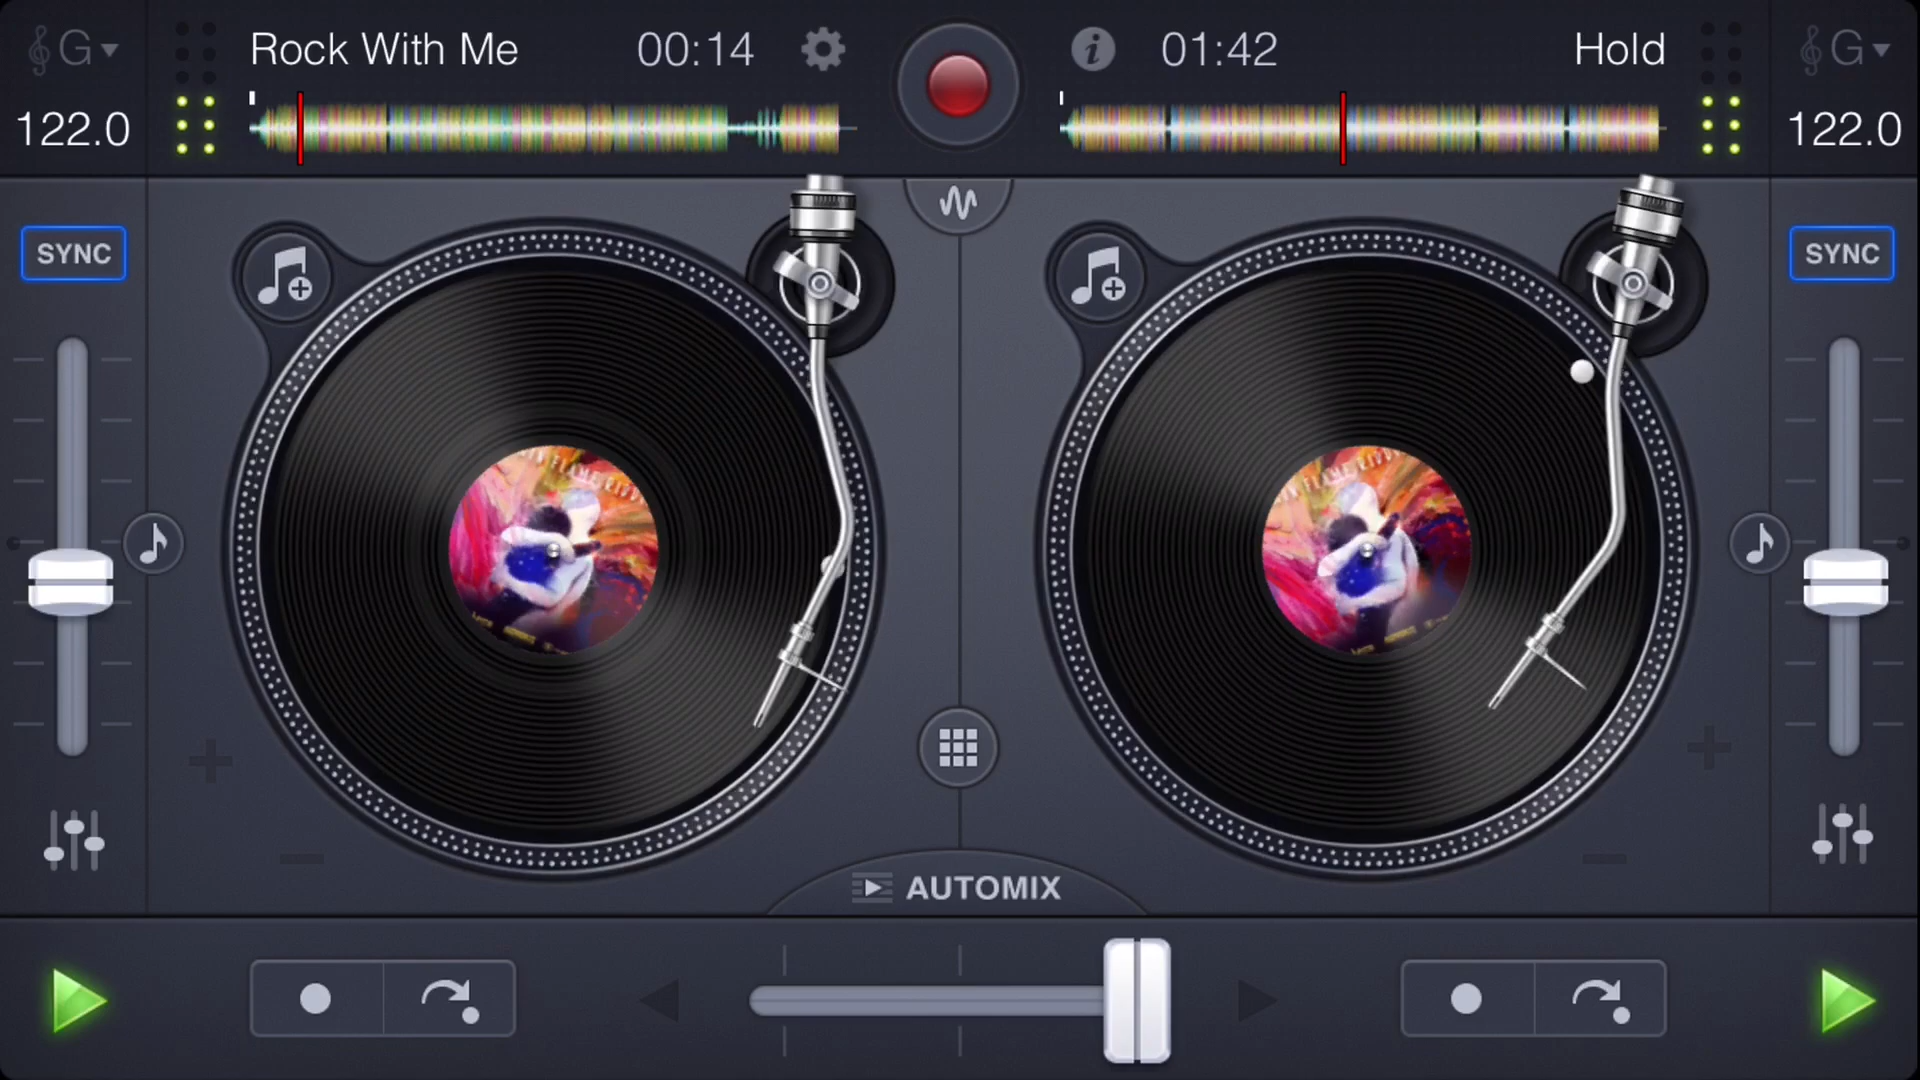 G
Rock With Me
00:14
01:42
Hold
G
122.0
122.0
SYNC
SYNC
AUTOMIX